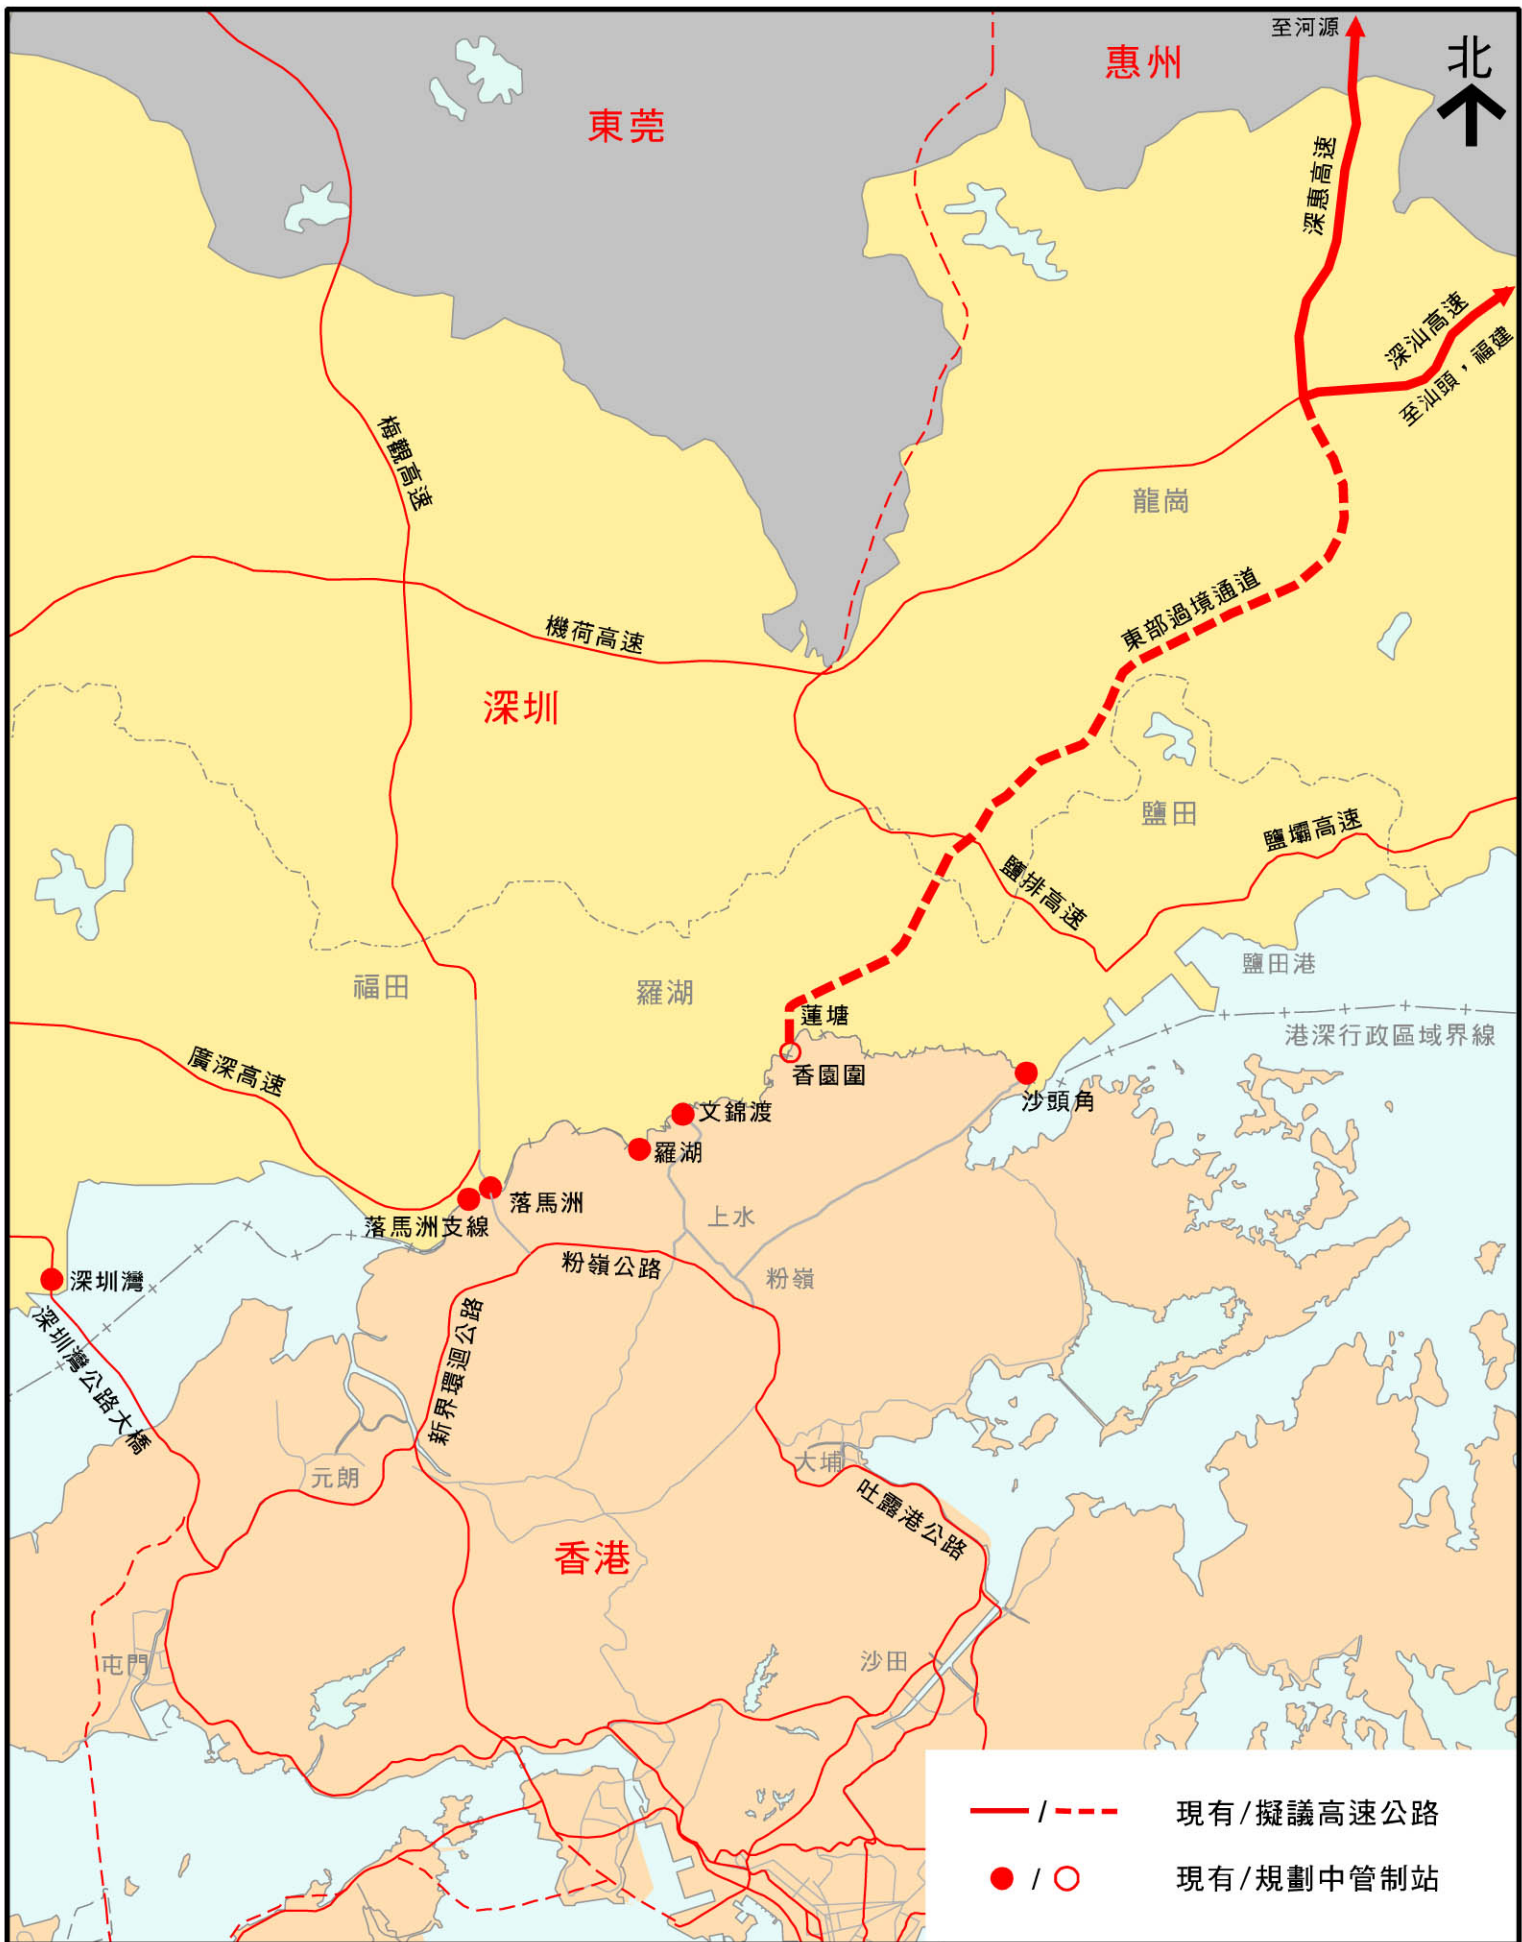 至河源
北
惠州
東莞
深惠高速
深汕高速
至汕頭，福建
梅觀高速
龍崗
東部過境通道
機荷高速
深圳
鹽田
鹽壩高速
鹽排高速
鹽田港
福田
羅湖
蓮塘
港深行政區域界線
廣深高速
香園圍
沙頭角
文錦渡
羅湖
落馬洲
落馬洲支線
上水
粉嶺公路
粉嶺
深圳灣
深圳灣公路大橋
新界環迴公路
元朗
大埔
吐露港公路
香港
屯門
沙田
/ 現有/擬議高速公路
/ 現有/規劃中管制站